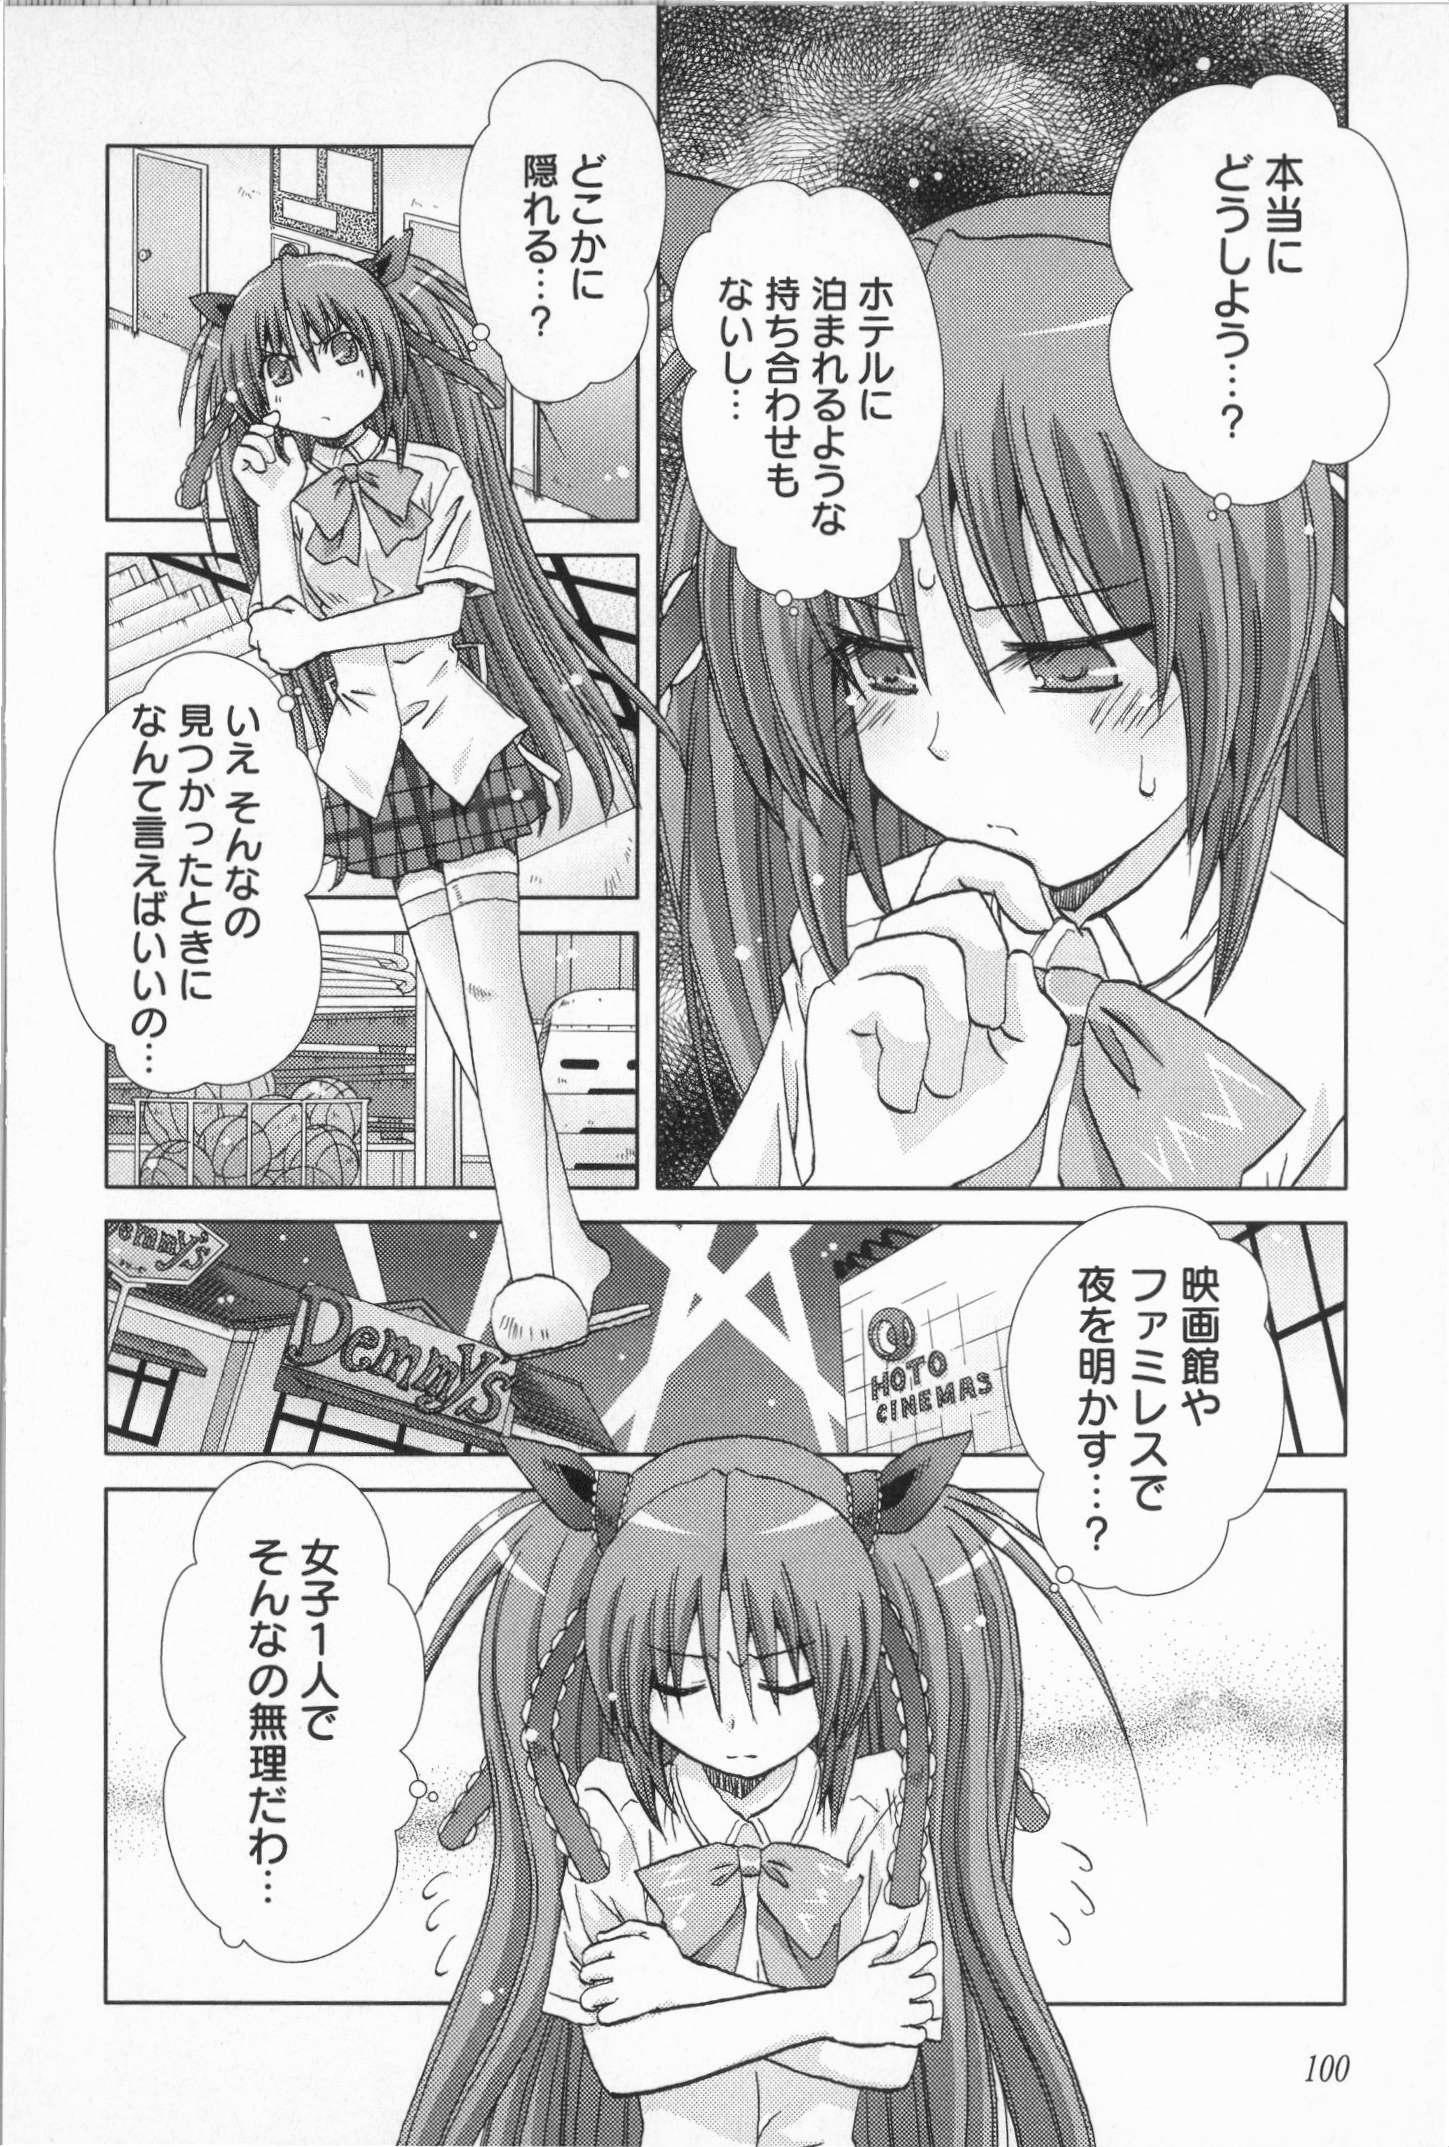 本当に
どうしよう…?
ホテルに
泊まれるような
持ち合わせも
ないし…
どこかに
隠れる…?
いえ そんなの
見つかったときに
なんて言えばいいの…
映画館や
ファミレスで
夜を明かす…?
HOTO
CINEMAS
Demmy's
emmy's
女子1人で
そんなの無理だわ…
100